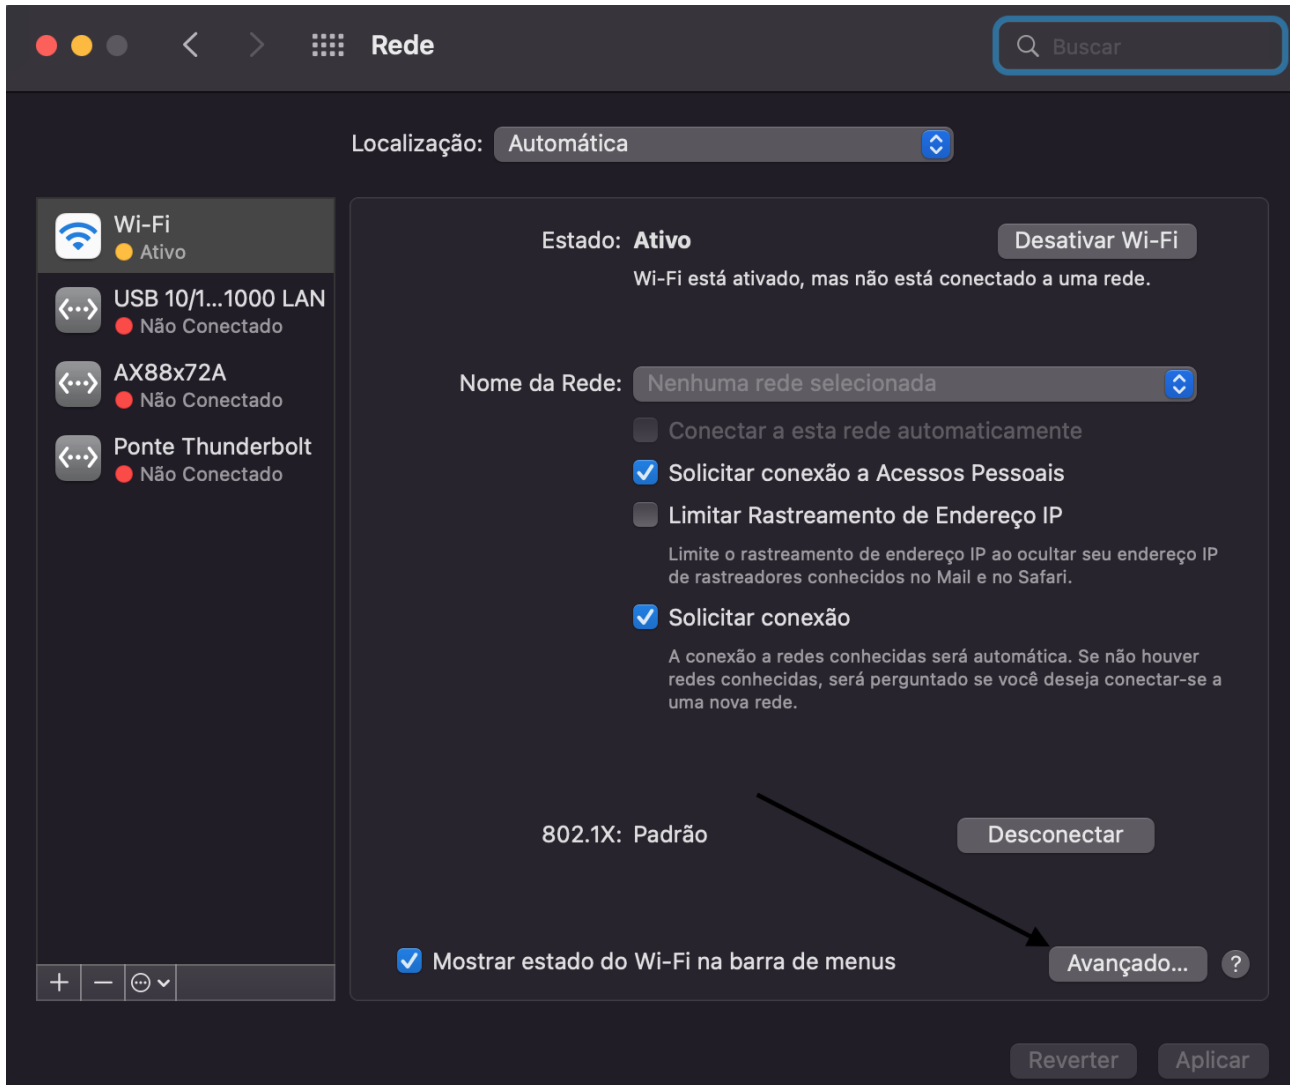 Rede
Buscar
Localização: Automática
Wi-Fi
Ativo
USB 10/1...1000 LAN
Não Conectado
AX88x72A
Não Conectado
Ponte Thunderbolt
Não Conectado
Estado: Ativo
Desativar Wi-Fi
Wi-Fi está ativado, mas não está conectado a uma rede.
Nome da Rede: Nenhuma rede selecionada
Conectar a esta rede automaticamente
Solicitar conexão a Acessos Pessoais
Limitar Rastreamento de Endereço IP
Limite o rastreamento de endereço IP ao ocultar seu endereço IP
de rastreadores conhecidos no Mail e no Safari.
Solicitar conexão
A conexão a redes conhecidas será automática. Se não houver
redes conhecidas, será perguntado se você deseja conectar-se a
uma nova rede.
802.1X: Padrão
Desconectar
Mostrar estado do Wi-Fi na barra de menus
Avançado...
?
Reverter
Aplicar